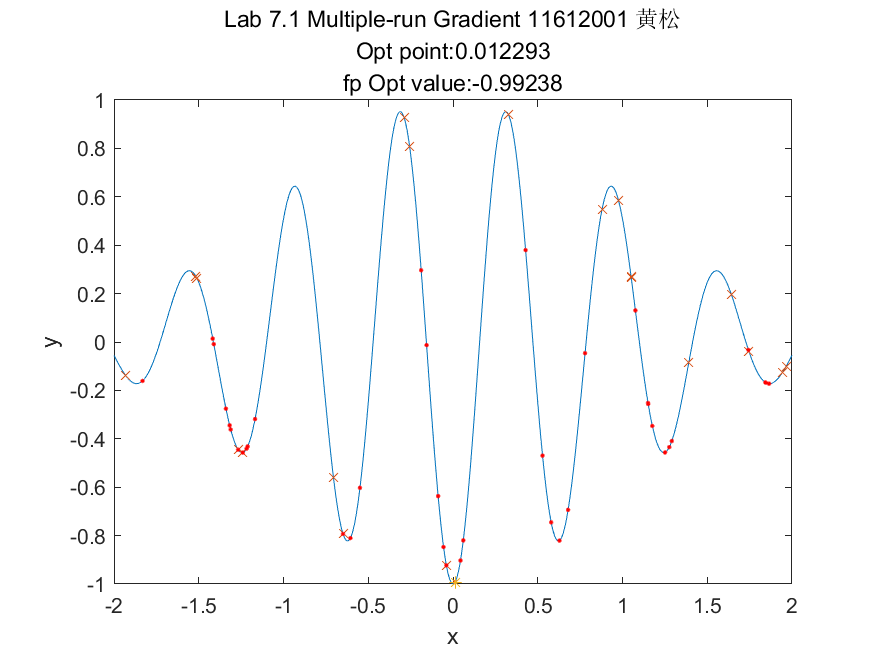 Lab 7.1 Multiple-run Gradient 11612001 黄松
Opt point:0.012293
fp Opt value:-0.99238
1
0.8
0.6
0.4
0.2
0
-0.2
-0.4
-0.6
-0.8
-1
y
-2 -1.5 -1 -0.5 0 0.5 1 1.5 2
x